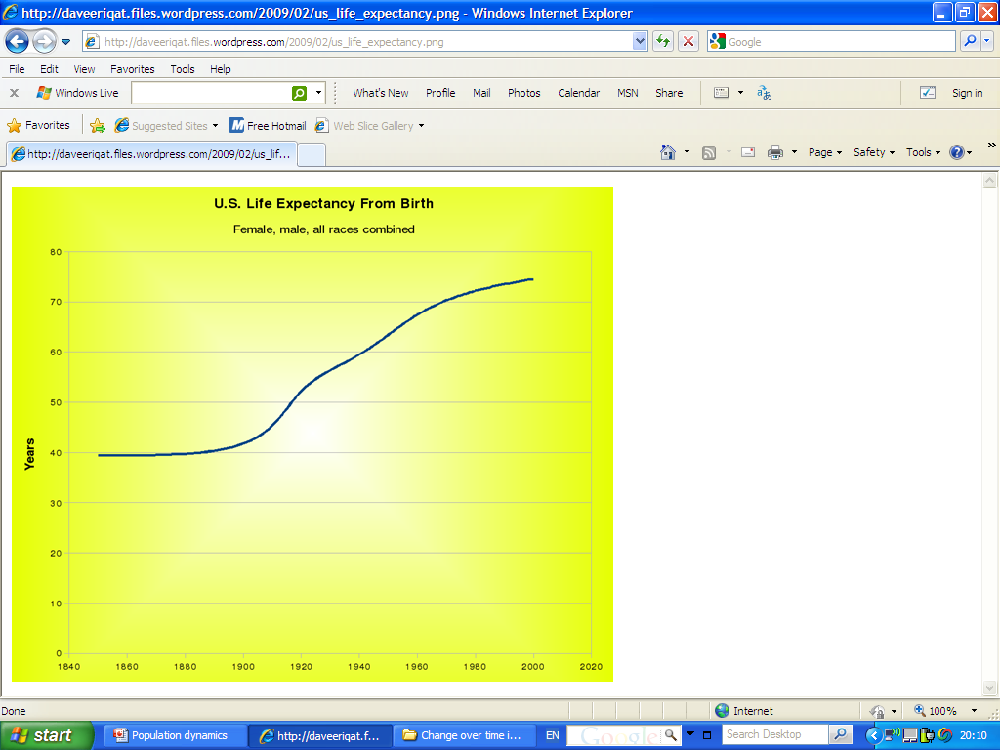 http://daveeriqat.files.wordpress.com/2009/02/us_life_expectancy.png - Windows Internet Explorer
http://daveeriqat.files.wordpress.com/2009/02/us_life_expectancy.png Google
File Edit View Favorites Tools Help
x Windows Live What's New Profile Mail Photos Calendar MSN Share Sign in
Favorites Suggested Sites Free Hotmail Web Slice Gallery
http://daveeriqat.files.wordpress.com/2009/02/us_lif... Page Safety Tools »
U.S. Life Expectancy From Birth
Female, male, all races combined
Years
80
70
60
50
40
30
20
10
0
1840 1860 1880 1900 1920 1940 1960 1980 2000 2020
Done Internet 100%
start Population dynamics http://daveeriqat.f... Change over time i... EN Google Search Desktop 20:10